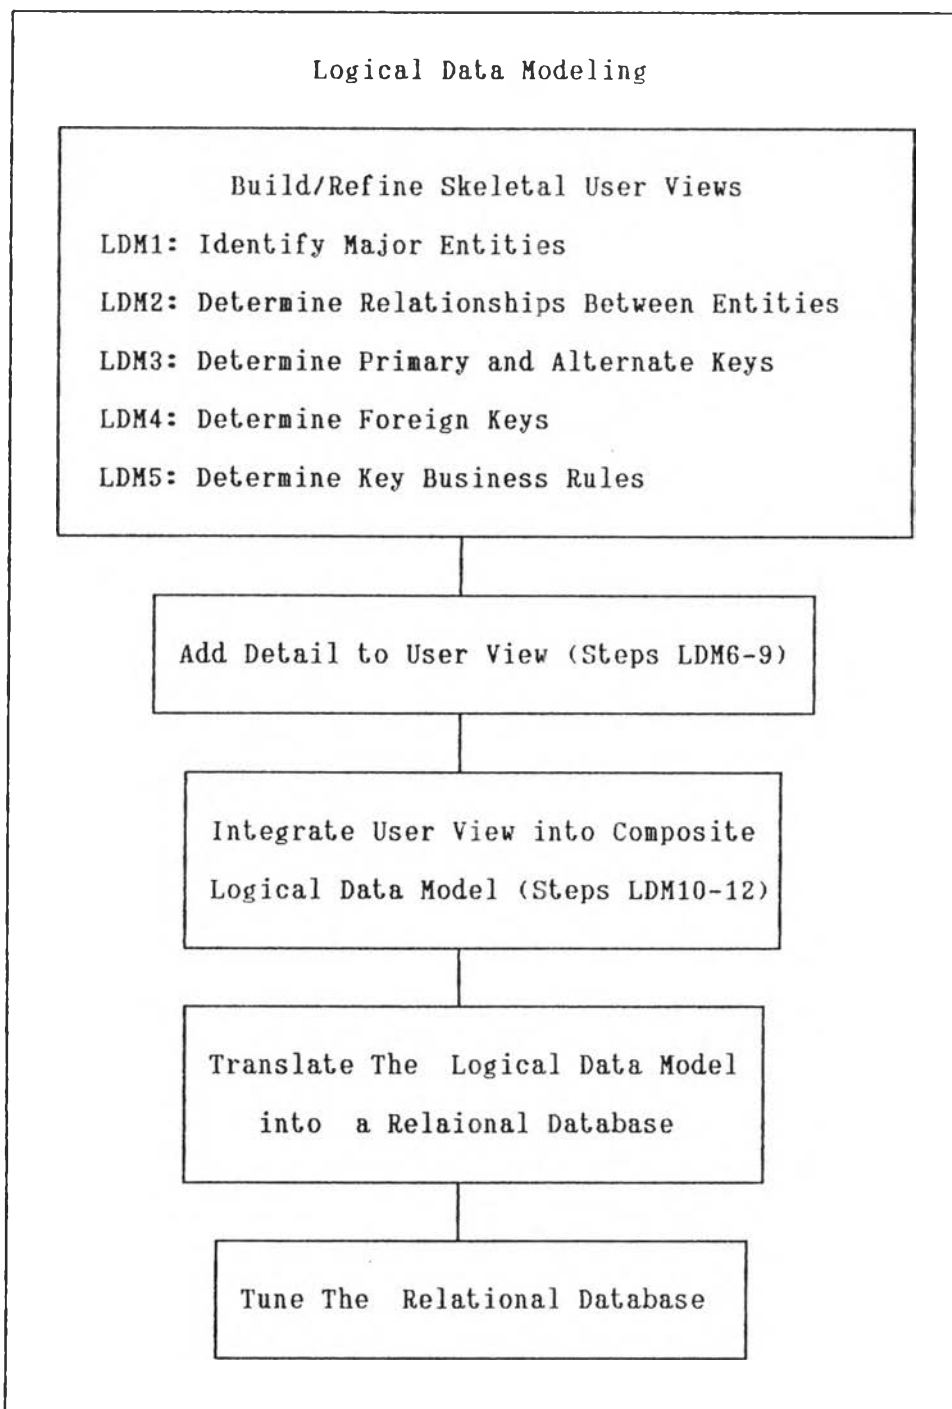 Logical Data Modeling
Build/Refine Skeletal User Views
LDM1: Identify Major Entities
LDM2: Determine Relationships Between Entities
LDM3: Determine Primary and Alternate Keys
LDM4: Determine Foreign Keys
LDM5: Determine Key Business Rules
Add Detail to User View (Steps LDM6-9)
Integrate User View into Composite
Logical Data Model (Steps LDM10-12)
Translate The Logical Data Model
into a Relaional Database
Tune The Relational Database